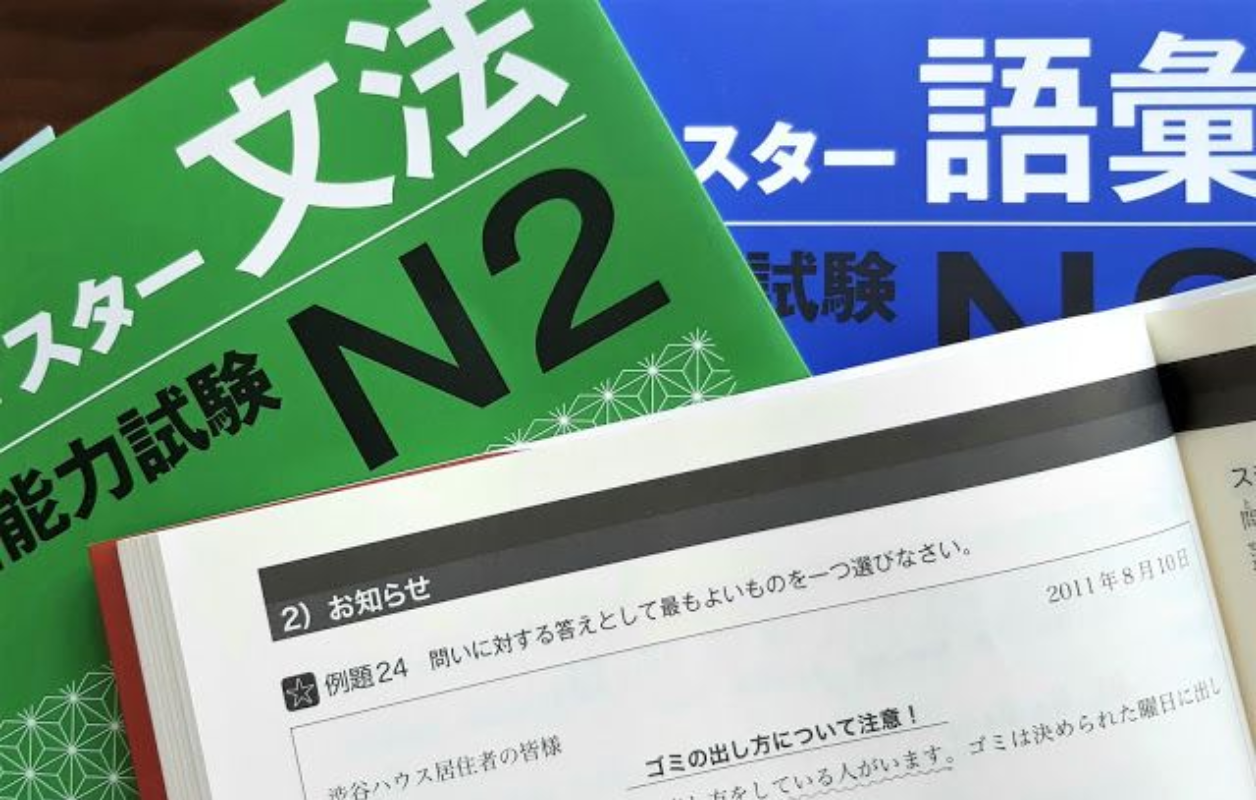 スター 文法
能力試験 N2
スター 語彙
試験
2) お知らせ
☆ 例題24 問いに対する答えとして最もよいものを一つ選びなさい。
2011年8月10日
渋谷ハウス居住者の皆様
ゴミの出し方について注意!
し方をしている人がいます。ゴミは決められた曜日に出し